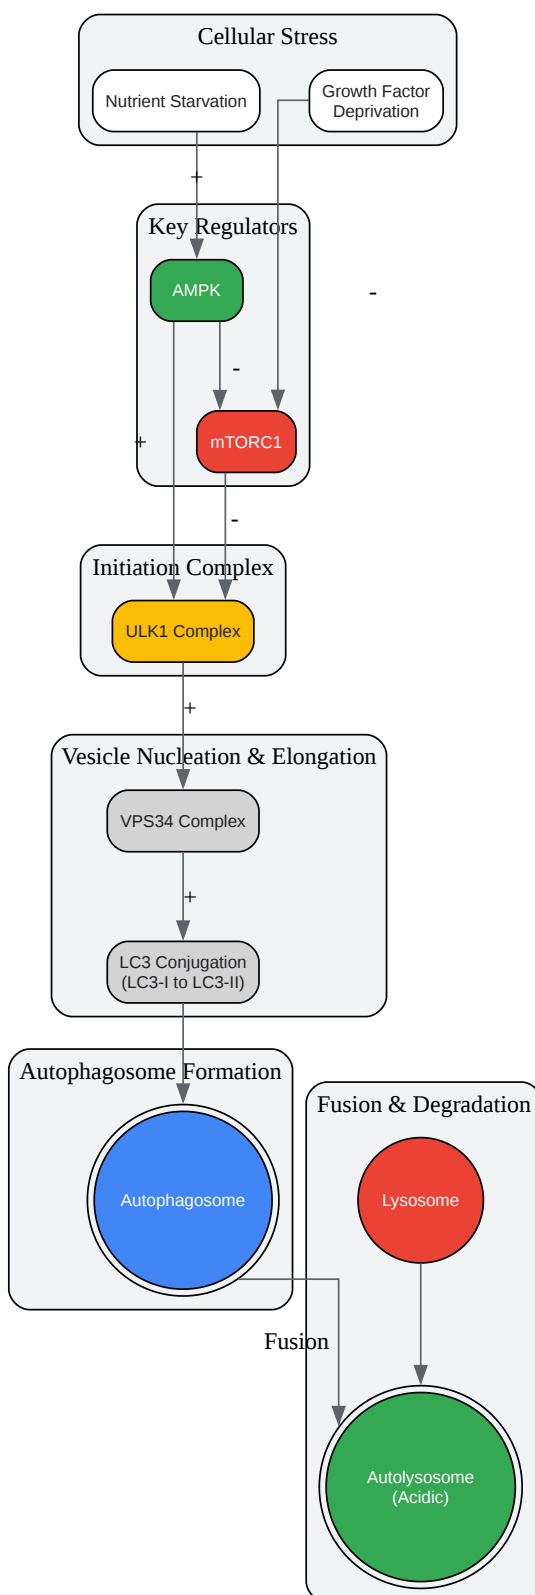 Cellular Stress
Nutrient Starvation
Growth Factor
Deprivation
+
Key Regulators
AMPK
-
-
mTORC1
+
-
Initiation Complex
ULK1 Complex
+
Vesicle Nucleation & Elongation
VPS34 Complex
+
LC3 Conjugation
(LC3-I to LC3-II)
Autophagosome Formation
Autophagosome
Fusion & Degradation
Lysosome
Fusion
Autolysosome
(Acidic)